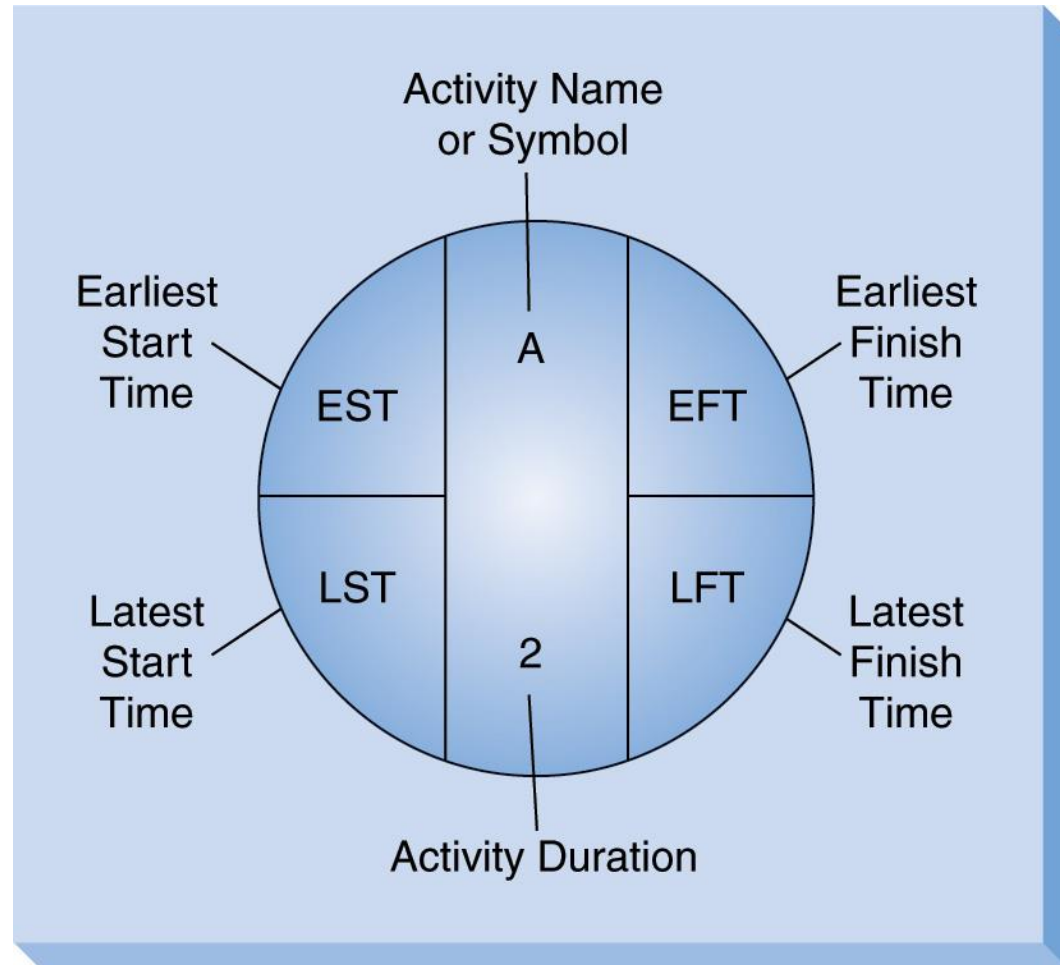 Activity Name
or Symbol
Earliest
Start
Time
Earliest
Finish
Time
A
EST
EFT
LST
LFT
2
Latest
Start
Time
Latest
Finish
Time
Activity Duration